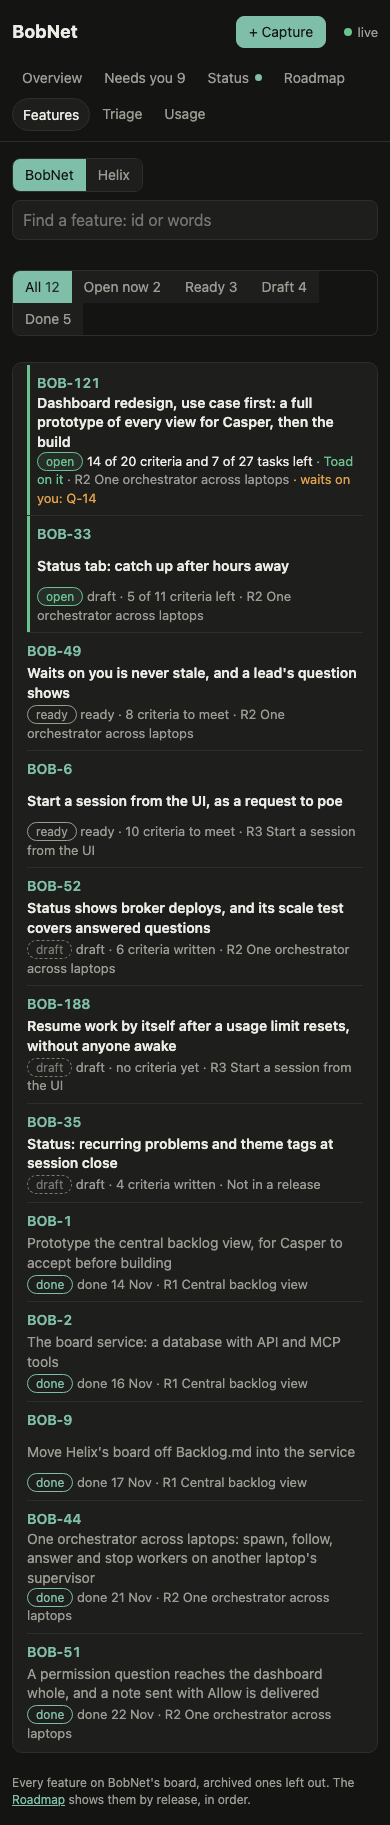 BobNet
+ Capture
live
Overview
Needs you 9
Status
Roadmap
Features
Triage
Usage
BobNet
Helix
Find a feature: id or words
All 12
Open now 2
Ready 3
Draft 4
Done 5
BOB-121
Dashboard redesign, use case first: a full
prototype of every view for Casper, then the
build
open 14 of 20 criteria and 7 of 27 tasks left · Toad
on it · R2 One orchestrator across laptops · waits on
you: Q-14
BOB-33
Status tab: catch up after hours away
open draft · 5 of 11 criteria left · R2 One
orchestrator across laptops
BOB-49
Waits on you is never stale, and a lead's question
shows
ready ready · 8 criteria to meet · R2 One
orchestrator across laptops
BOB-6
Start a session from the UI, as a request to poe
ready ready · 10 criteria to meet · R3 Start a session
from the UI
BOB-52
Status shows broker deploys, and its scale test
covers answered questions
draft draft · 6 criteria written · R2 One orchestrator
across laptops
BOB-188
Resume work by itself after a usage limit resets,
without anyone awake
draft draft · no criteria yet · R3 Start a session from
the UI
BOB-35
Status: recurring problems and theme tags at
session close
draft draft · 4 criteria written · Not in a release
BOB-1
Prototype the central backlog view, for Casper to
accept before building
done done 14 Nov · R1 Central backlog view
BOB-2
The board service: a database with API and MCP
tools
done done 16 Nov · R1 Central backlog view
BOB-9
Move Helix's board off Backlog.md into the service
done done 17 Nov · R1 Central backlog view
BOB-44
One orchestrator across laptops: spawn, follow,
answer and stop workers on another laptop's
supervisor
done done 21 Nov · R2 One orchestrator across
laptops
BOB-51
A permission question reaches the dashboard
whole, and a note sent with Allow is delivered
done done 22 Nov · R2 One orchestrator across
laptops
Every feature on BobNet's board, archived ones left out. The
Roadmap shows them by release, in order.